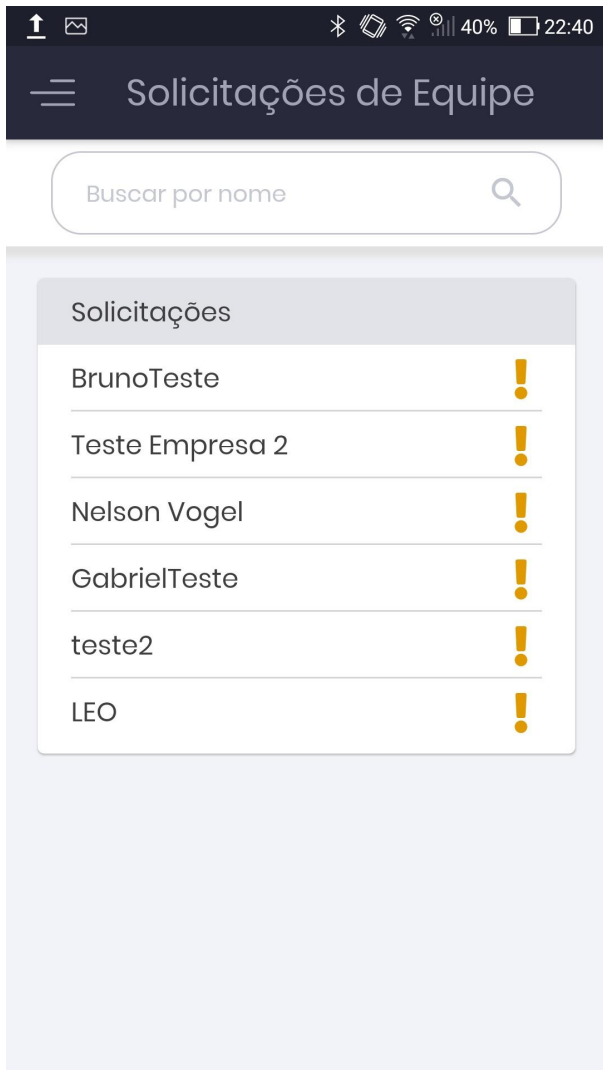 40% 22:40
Solicitações de Equipe
Buscar por nome
Solicitações
BrunoTeste
Teste Empresa 2
Nelson Vogel
GabrielTeste
teste2
LEO